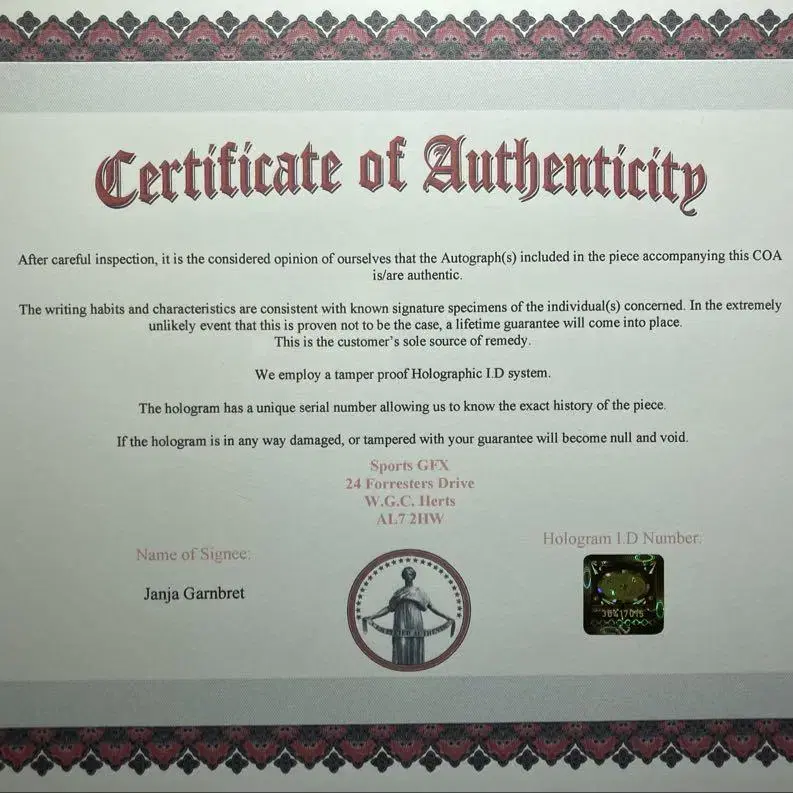 Certificate of Authenticity
After careful inspection, it is the considered opinion of ourselves that the Autograph(s) included in the piece accompanying this COA
is/are authentic.
The writing habits and characteristics are consistent with known signature specimens of the individual(s) concerned. In the extremely
unlikely event that this is proven not to be the case, a lifetime guarantee will come into place.
This is the customer's sole source of remedy.
We employ a tamper proof Holographic I.D system.
The hologram has a unique serial number allowing us to know the exact history of the piece.
If the hologram is in any way damaged, or tampered with your guarantee will become null and void.
Sports GFX
24 Forresters Drive
W.G.C. Herts
AL7 2HW
Name of Signee:
Janja Garnbret
Hologram I.D Number: